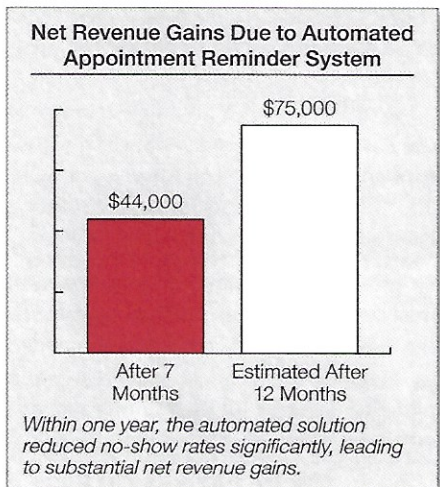 Net Revenue Gains Due to Automated
Appointment Reminder System
$75,000
$44,000
After 7
Months
Estimated After
12 Months
Within one year, the automated solution
reduced no-show rates significantly, leading
to substantial net revenue gains.